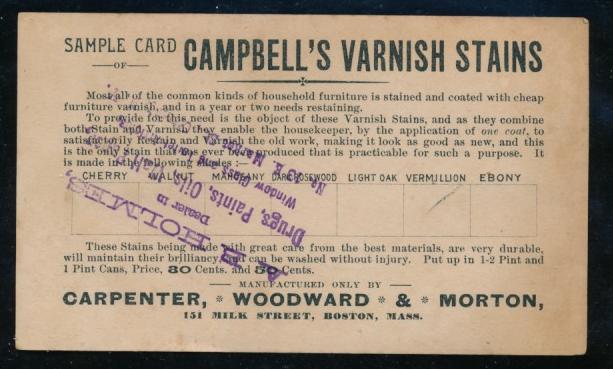 SAMPLE CARD
—OF—
CAMPBELL'S VARNISH STAINS
Most all of the common kinds of household furniture is stained and coated with cheap
furniture varnish, and in a year or two needs restaining.
To provide for this need is the object of these Varnish Stains, and as they combine
both Stain and Varnish they enable the housekeeper, by the application of one coat, to
satisfactorily Restain and Varnish the old work, making it look as good as new, and this
is the only Stain that has ever been produced that is practicable for such a purpose. It
is made in the following shades :—
CHERRY WALNUT MAHOGANY DARK ROSEWOOD LIGHT OAK VERMILLION EBONY
These Stains being made with great care from the best materials, are very durable,
will maintain their brilliancy, and can be washed without injury. Put up in 1-2 Pint and
1 Pint Cans, Price, 30 Cents. and 50 Cents.
— MANUFACTURED ONLY BY —
CARPENTER, * WOODWARD * & * MORTON,
151 MILK STREET, BOSTON, MASS.
HOLMES,
Dealer in
Drugs, Paints, Oils,
Window Glass
No.